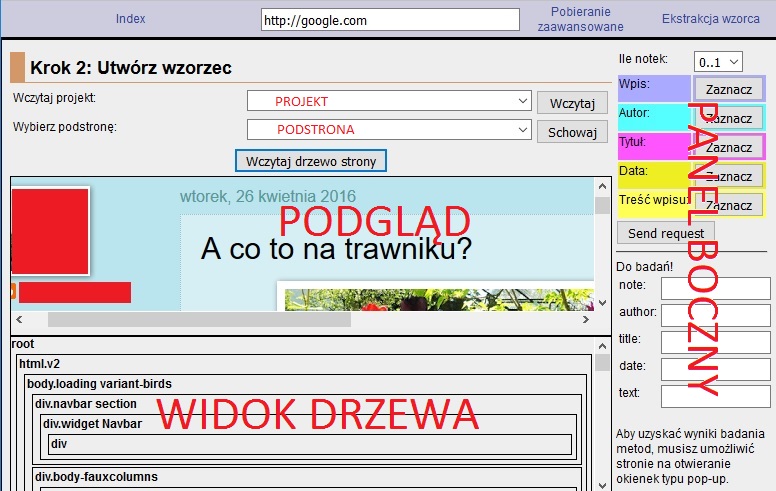 Index
http://google.com
Pobieranie
zaawansowane
Ekstrakcja wzorca
Krok 2: Utwórz wzorzec
Wczytaj projekt:
PROJEKT
Wczytaj
Wybierz podstronę:
PODSTRONA
Schowaj
Wczytaj drzewo strony
wtorek, 26 kwietnia 2016
PODGLĄD
A co to na trawniku?
root
html.v2
body.loading variant-birds
div.navbar section
WIDOK DRZEWA
div.widget Navbar
div
div.body-fauxcolumns
Ile notek:
0..1
Wpis:
Zaznacz
Autor:
Zaznacz
Tytuł:
Zaznacz
Data:
Zaznacz
Treść wpisu:
Zaznacz
PANEL BOCZNY
Send request
Do badań!
note:
author:
title:
date:
text:
Aby uzyskać wyniki badania
metod, musisz umożliwić
stronie na otwieranie
okienek typu pop-up.